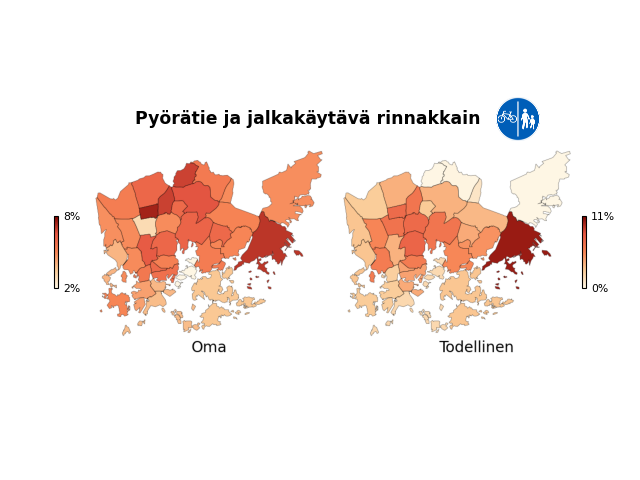 Pyörätie ja jalkakäytävä rinnakkain
8%
2%
11%
0%
Oma
Todellinen